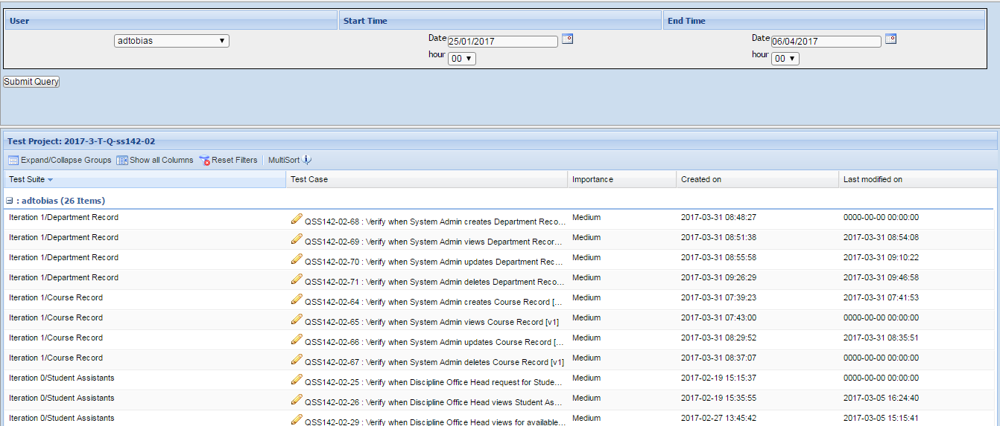 User Start Time End Time
adtobias Date 25/01/2017 Date 06/04/2017
hour 00 hour 00
Submit Query
Test Project: 2017-3-T-Q-ss142-02
Expand/Collapse Groups Show all Columns Reset Filters MultiSort
Test Suite Test Case Importance Created on Last modified on
: adtobias (26 Items)
Iteration 1/Department Record QSS142-02-68 : Verify when System Admin creates Department Reco... Medium 2017-03-31 08:48:27 0000-00-00 00:00:00
Iteration 1/Department Record QSS142-02-69 : Verify when System Admin views Department Recor... Medium 2017-03-31 08:51:38 2017-03-31 08:54:08
Iteration 1/Department Record QSS142-02-70 : Verify when System Admin updates Department Rec... Medium 2017-03-31 08:55:58 2017-03-31 09:10:22
Iteration 1/Department Record QSS142-02-71 : Verify when System Admin deletes Department Reco... Medium 2017-03-31 09:26:29 2017-03-31 09:46:58
Iteration 1/Course Record QSS142-02-64 : Verify when System Admin creates Course Record [... Medium 2017-03-31 07:39:23 2017-03-31 07:41:53
Iteration 1/Course Record QSS142-02-65 : Verify when System Admin views Course Record [v1] Medium 2017-03-31 07:43:00 0000-00-00 00:00:00
Iteration 1/Course Record QSS142-02-66 : Verify when System Admin updates Course Record [... Medium 2017-03-31 08:29:52 2017-03-31 08:35:51
Iteration 1/Course Record QSS142-02-67 : Verify when System Admin deletes Course Record [v1] Medium 2017-03-31 08:37:07 0000-00-00 00:00:00
Iteration 0/Student Assistants QSS142-02-25 : Verify when Discipline Office Head request for Stude... Medium 2017-02-19 15:15:37 0000-00-00 00:00:00
Iteration 0/Student Assistants QSS142-02-26 : Verify when Discipline Office Head views Student As... Medium 2017-02-19 15:35:55 2017-03-05 16:24:40
Iteration 0/Student Assistants QSS142-02-29 : Verify when Discipline Office Head views for available... Medium 2017-02-27 13:45:42 2017-03-05 15:15:41